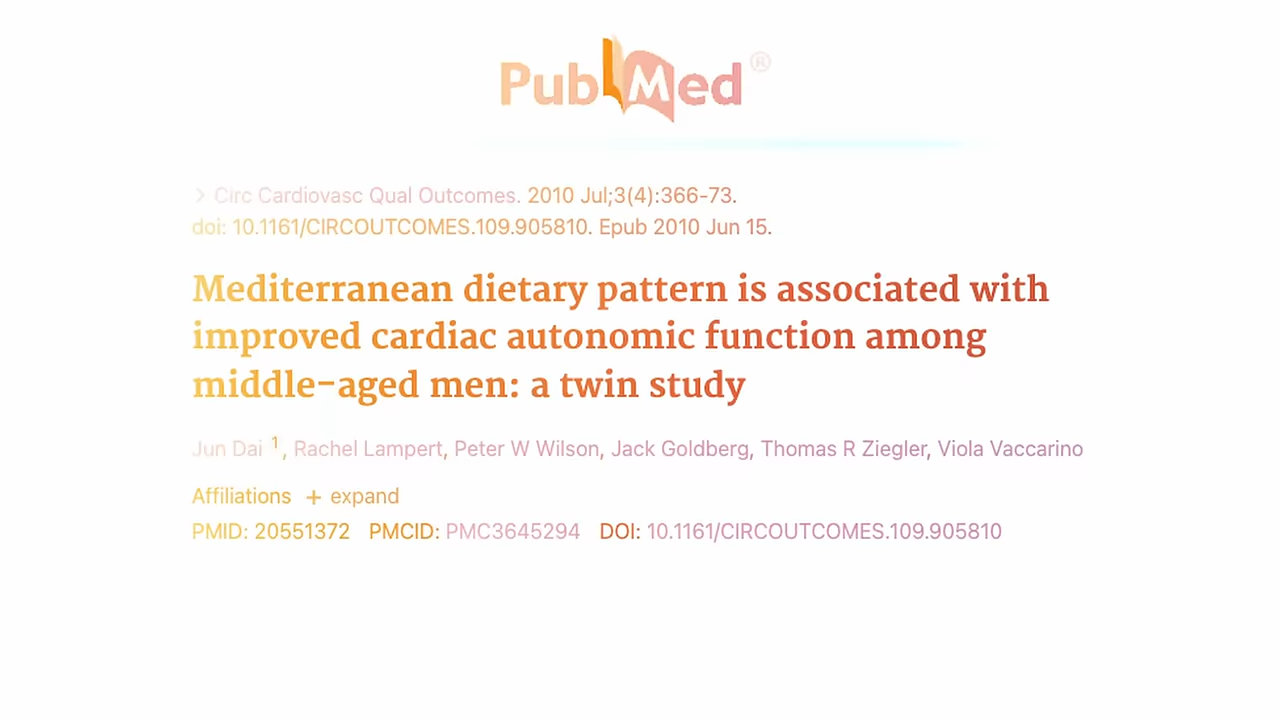 PubMed®
> Circ Cardiovasc Qual Outcomes. 2010 Jul;3(4):366-73.
doi: 10.1161/CIRCOUTCOMES.109.905810. Epub 2010 Jun 15.
Mediterranean dietary pattern is associated with
improved cardiac autonomic function among
middle-aged men: a twin study
Jun Dai 1, Rachel Lampert, Peter W Wilson, Jack Goldberg, Thomas R Ziegler, Viola Vaccarino
Affiliations + expand
PMID: 20551372 PMCID: PMC3645294 DOI: 10.1161/CIRCOUTCOMES.109.905810